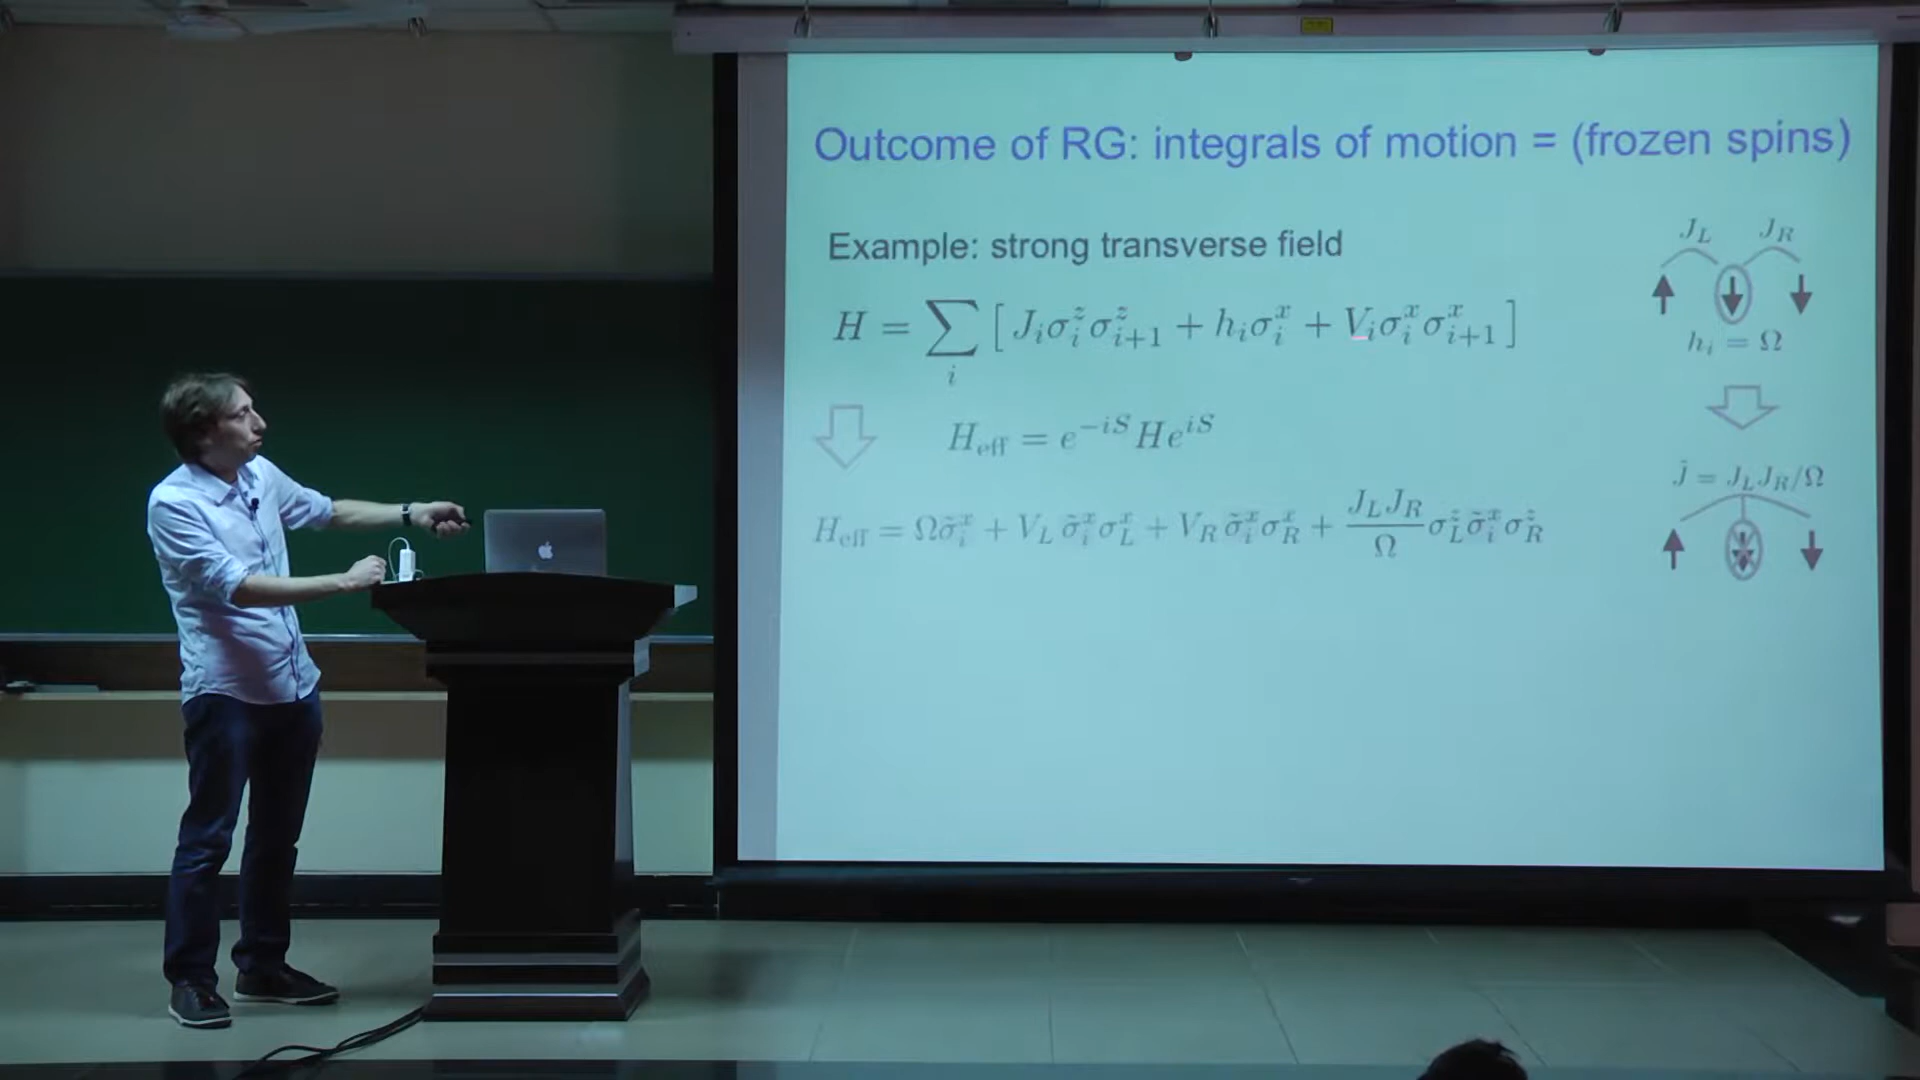 Outcome of RG: integrals of motion = (frozen spins)
Example: strong transverse field
H = ∑_i [ J_i σ_i^z σ_{i+1}^z + h_i σ_i^x + V_i σ_i^x σ_{i+1}^x ]
H_eff = e^{-iS} H e^{iS}
H_eff = Ω σ̃_i^x + V_L σ̃_i^x σ_L^x + V_R σ̃_i^x σ_R^x + J_L J_R / Ω σ_L^z σ̃_i^x σ_R^z
J_L J_R
h_i = Ω
J̃ = J_L J_R/Ω